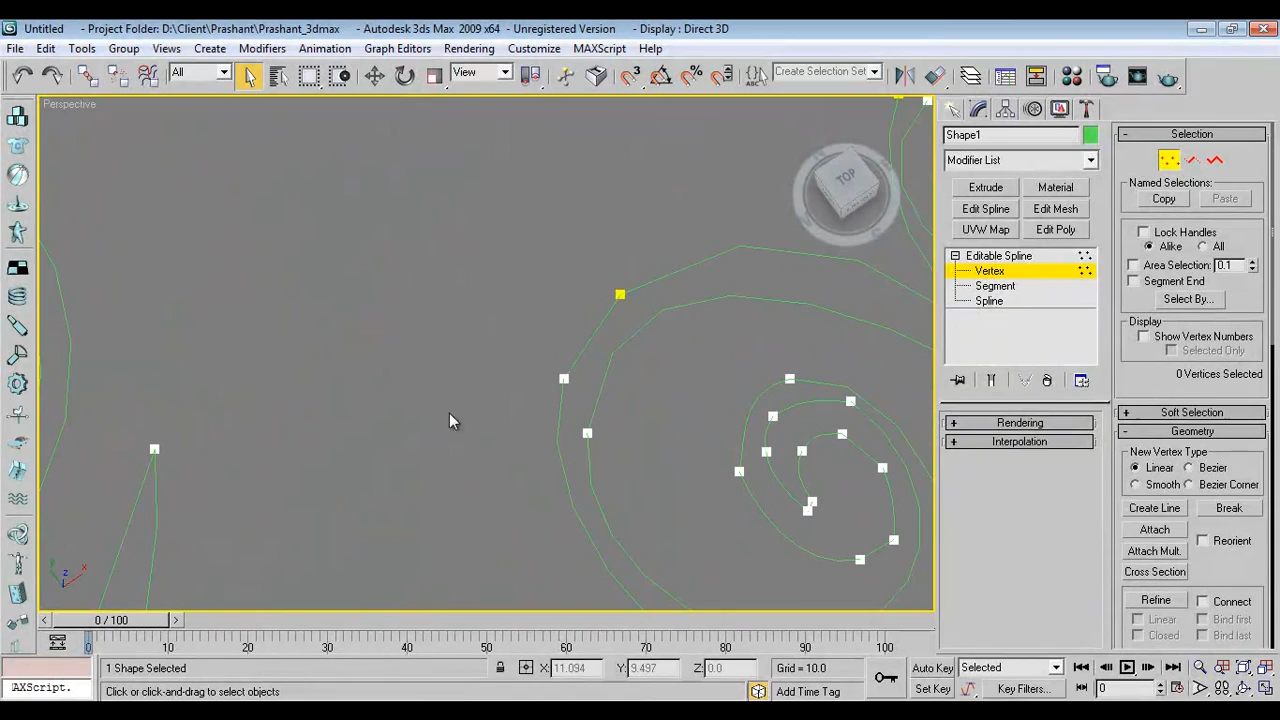 Untitled - Project Folder: D:\Client\Prashant\Prashant_3dmax - Autodesk 3ds Max 2009 x64 - Unregistered Version - Display : Direct 3D
File Edit Tools Group Views Create Modifiers Animation Graph Editors Rendering Customize MAXScript Help
All View Create Selection Set
Perspective
TOP
Shape1
Modifier List
Extrude Material
Edit Spline Edit Mesh
UVW Map Edit Poly
Editable Spline
Vertex
Segment
Spline
Rendering
Interpolation
Selection
Named Selections:
Copy Paste
Lock Handles
Alike All
Area Selection: 0.1
Segment End
Select By...
Display
Show Vertex Numbers
Selected Only
0 Vertices Selected
Soft Selection
Geometry
New Vertex Type
Linear Bezier
Smooth Bezier Corner
Create Line Break
Attach Reorient
Attach Mult.
Cross Section
Refine Connect
Linear Bind first
Closed Bind last
z x
0 / 100
0 10 20 30 40 50 60 70 80 90 100
1 Shape Selected X: 11.094 Y: 9.497 Z: 0.0 Grid = 10.0 Auto Key Selected
AXScript. Click or click-and-drag to select objects Add Time Tag Set Key Key Filters... 0